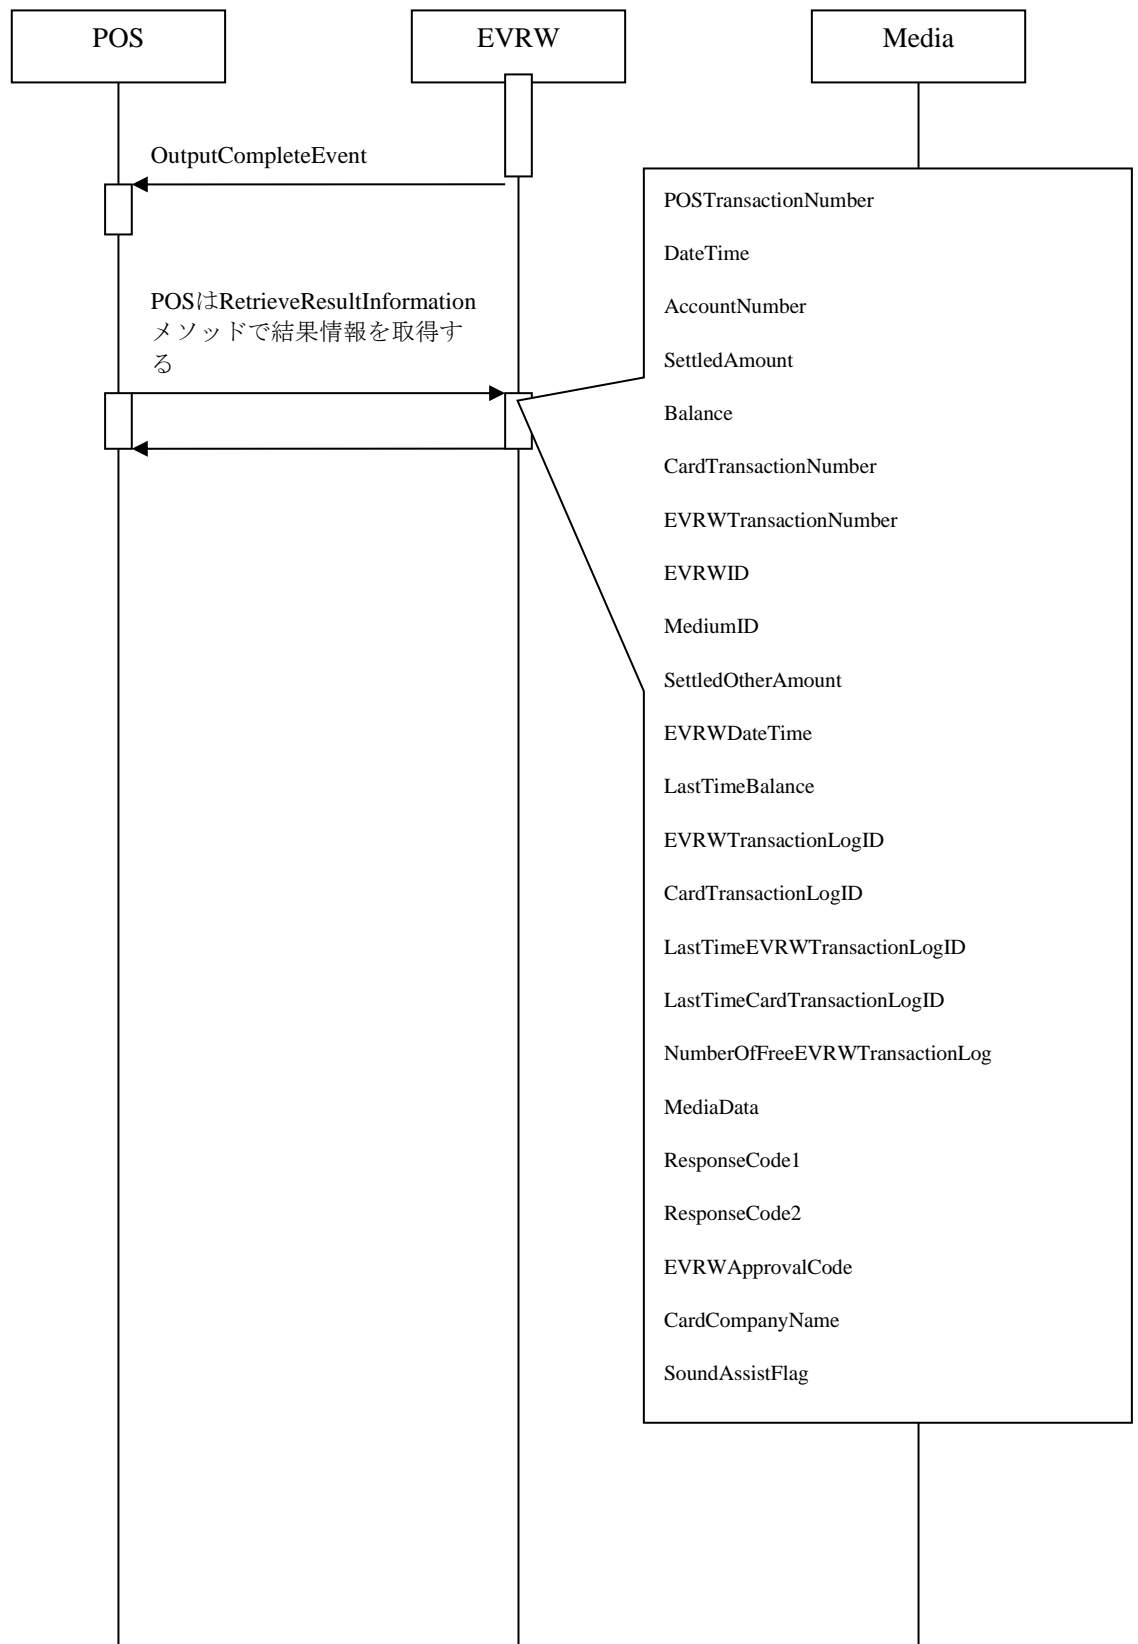 POS
EVRW
Media
OutputCompleteEvent
POSはRetrieveResultInformation
メソッドで結果情報を取得す
る
POSTransactionNumber
DateTime
AccountNumber
SettledAmount
Balance
CardTransactionNumber
EVRWTransactionNumber
EVRWID
MediumID
SettledOtherAmount
EVRWDateTime
LastTimeBalance
EVRWTransactionLogID
CardTransactionLogID
LastTimeEVRWTransactionLogID
LastTimeCardTransactionLogID
NumberOfFreeEVRWTransactionLog
MediaData
ResponseCode1
ResponseCode2
EVRWApprovalCode
CardCompanyName
SoundAssistFlag